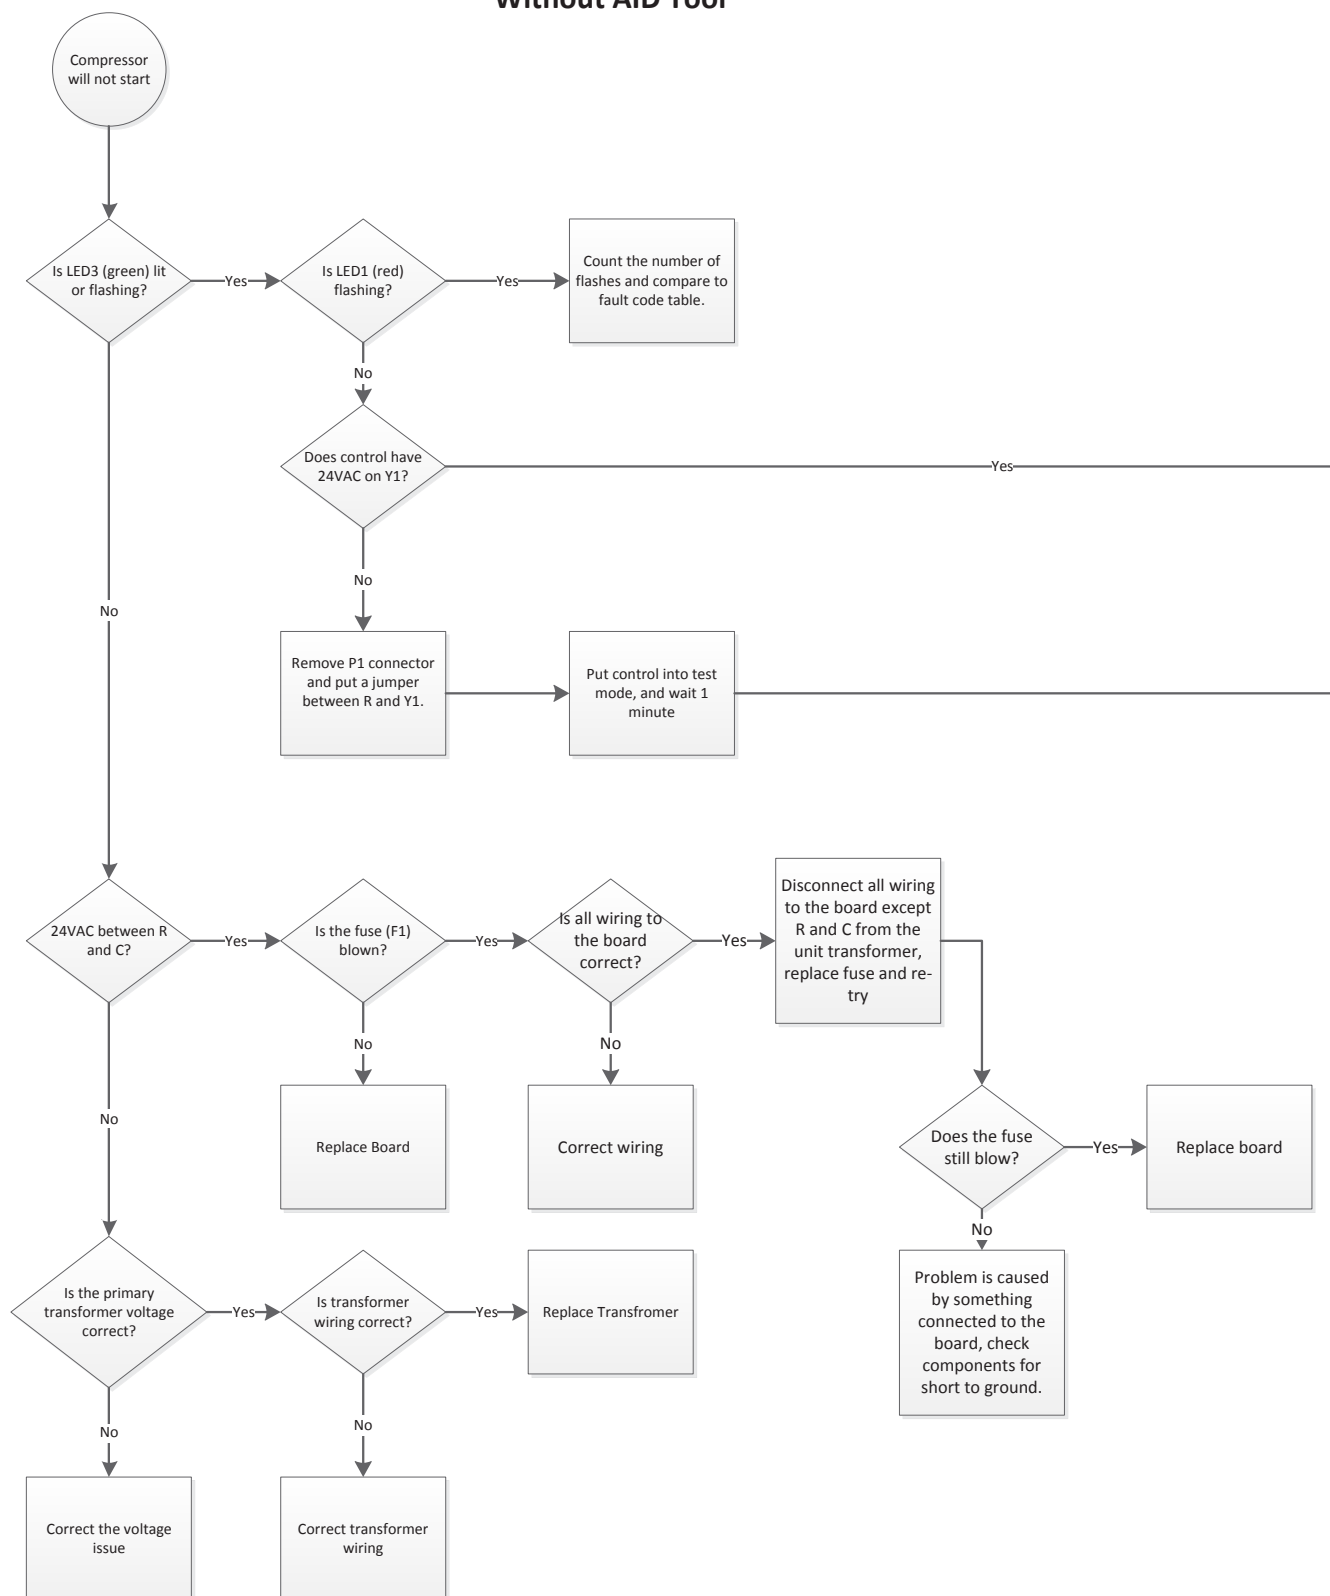 Without AID Tool
Compressor
will not start
Is LED3 (green) lit
or flashing?
Yes
Is LED1 (red)
flashing?
Yes
Count the number of
flashes and compare to
fault code table.
No
Does control have
24VAC on Y1?
Yes
No
No
Remove P1 connector
and put a jumper
between R and Y1.
Put control into test
mode, and wait 1
minute
24VAC between R
and C?
Yes
Is the fuse (F1)
blown?
Yes
Is all wiring to
the board
correct?
Yes
Disconnect all wiring
to the board except
R and C from the
unit transformer,
replace fuse and re-
try
No
No
No
Replace Board
Correct wiring
Does the fuse
still blow?
Yes
Replace board
No
Is the primary
transformer voltage
correct?
Yes
Is transformer
wiring correct?
Yes
Replace Transfromer
Problem is caused
by something
connected to the
board, check
components for
short to ground.
No
No
Correct the voltage
issue
Correct transformer
wiring